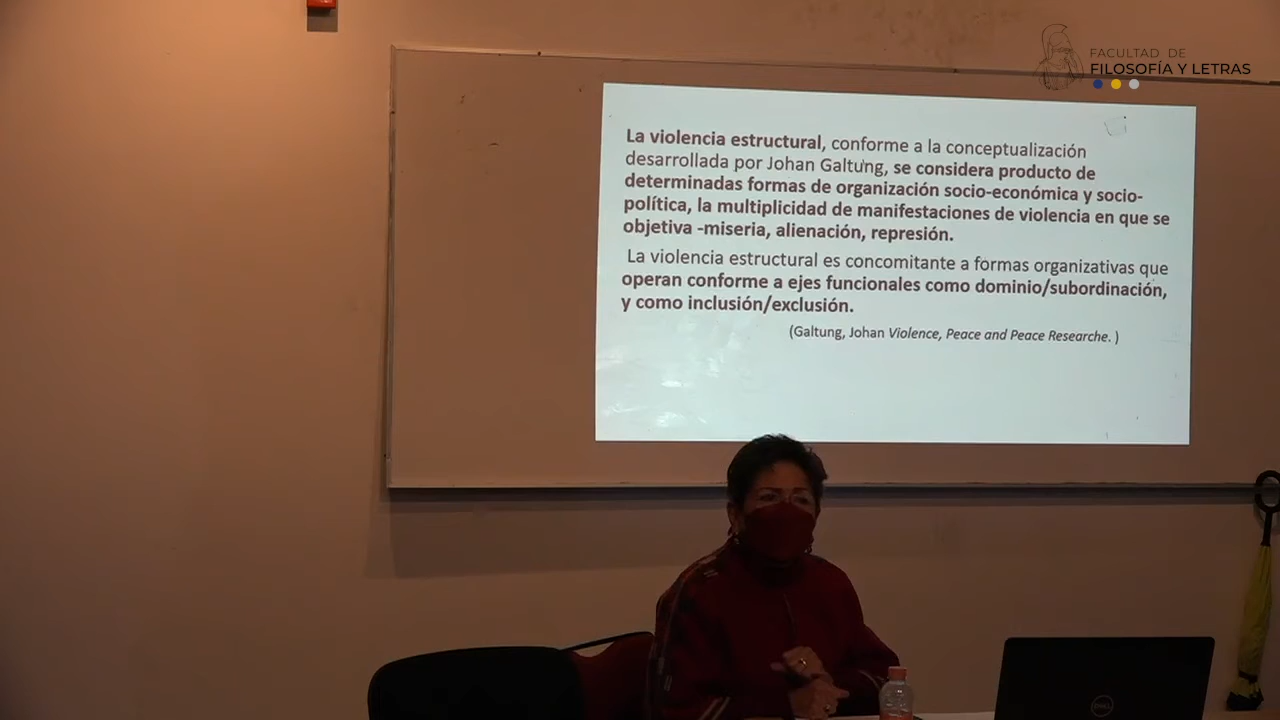 FACULTAD DE
FILOSOFÍA Y LETRAS
La violencia estructural, conforme a la conceptualización
desarrollada por Johan Galtung, se considera producto de
determinadas formas de organización socio-económica y socio-
política, la multiplicidad de manifestaciones de violencia en que se
objetiva -miseria, alienación, represión.
La violencia estructural es concomitante a formas organizativas que
operan conforme a ejes funcionales como dominio/subordinación,
y como inclusión/exclusión.
(Galtung, Johan Violence, Peace and Peace Researche. )
DELL